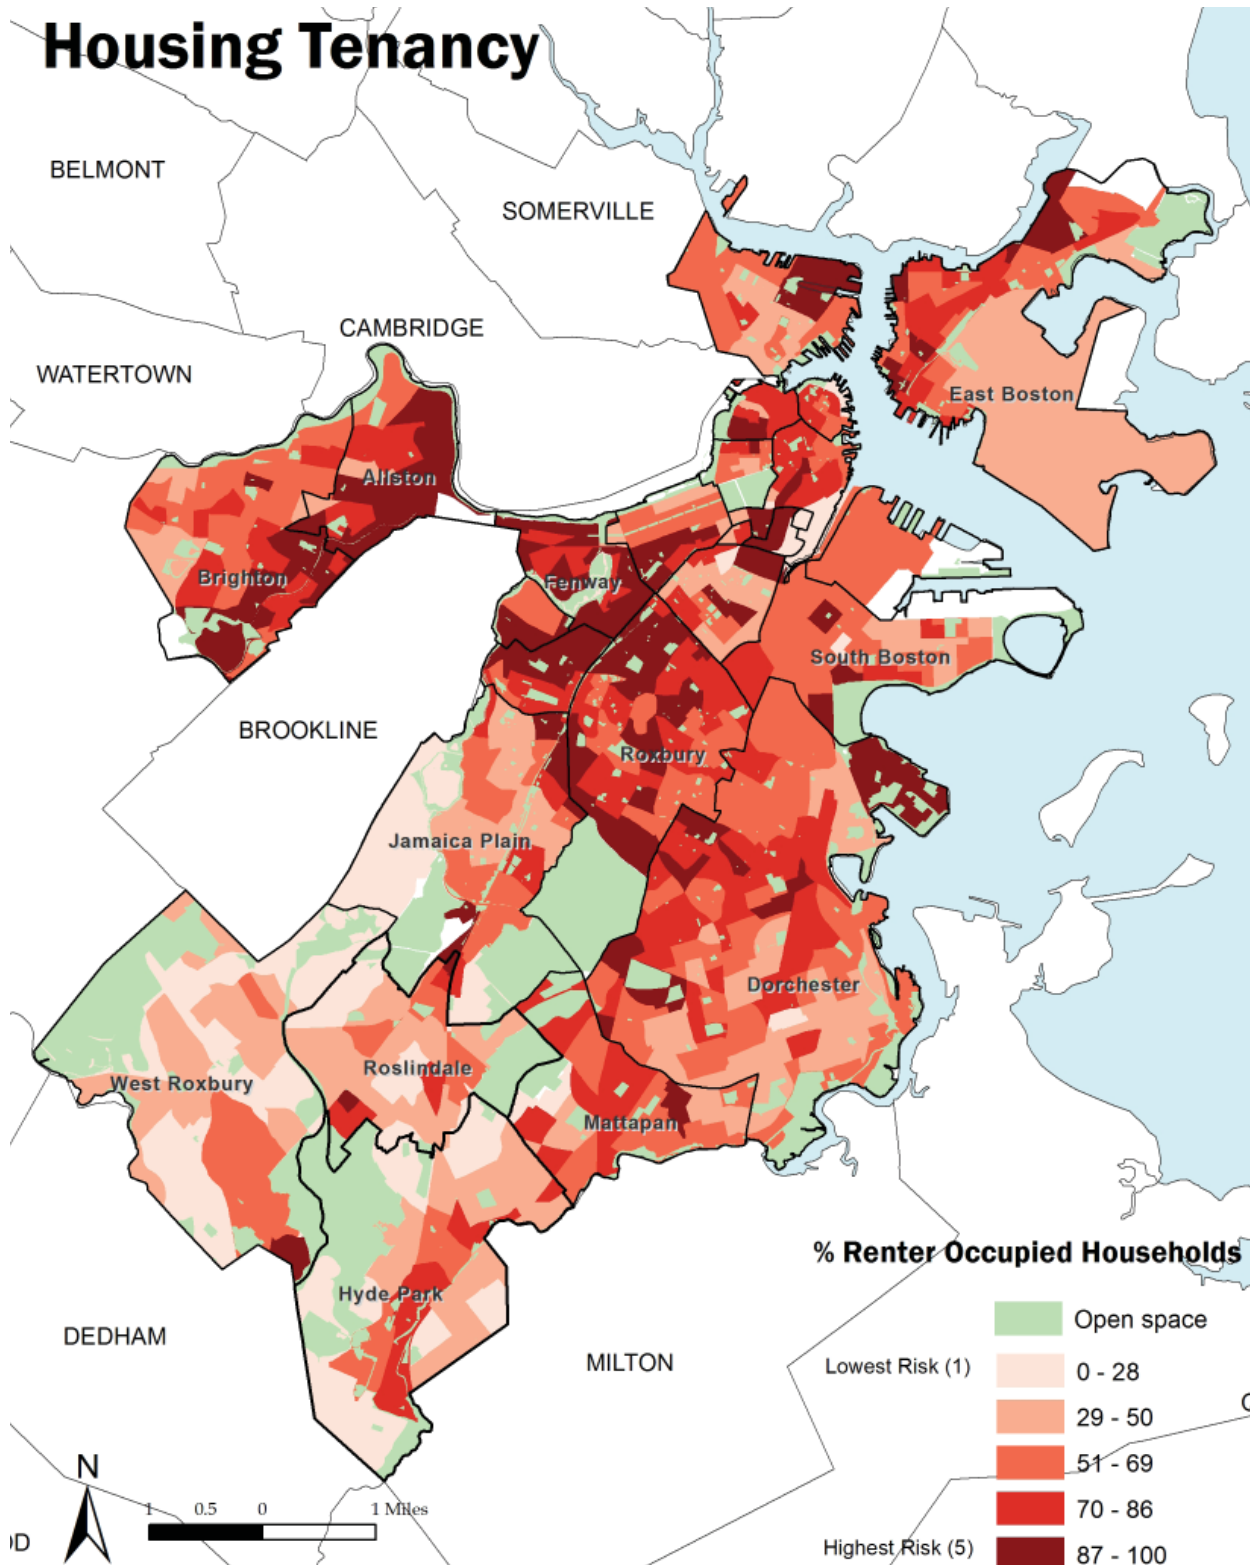 Housing Tenancy
BELMONT
SOMERVILLE
CAMBRIDGE
WATERTOWN
East Boston
Allston
Brighton
Fenway
South Boston
BROOKLINE
Roxbury
Jamaica Plain
Dorchester
Roslindale
West Roxbury
Mattapan
% Renter Occupied Households
Hyde Park
Open space
DEDHAM
MILTON
Lowest Risk (1)
0 - 28
29 - 50
51 - 69
N
1 0.5 0 1 Miles
70 - 86
Highest Risk (5)
87 - 100